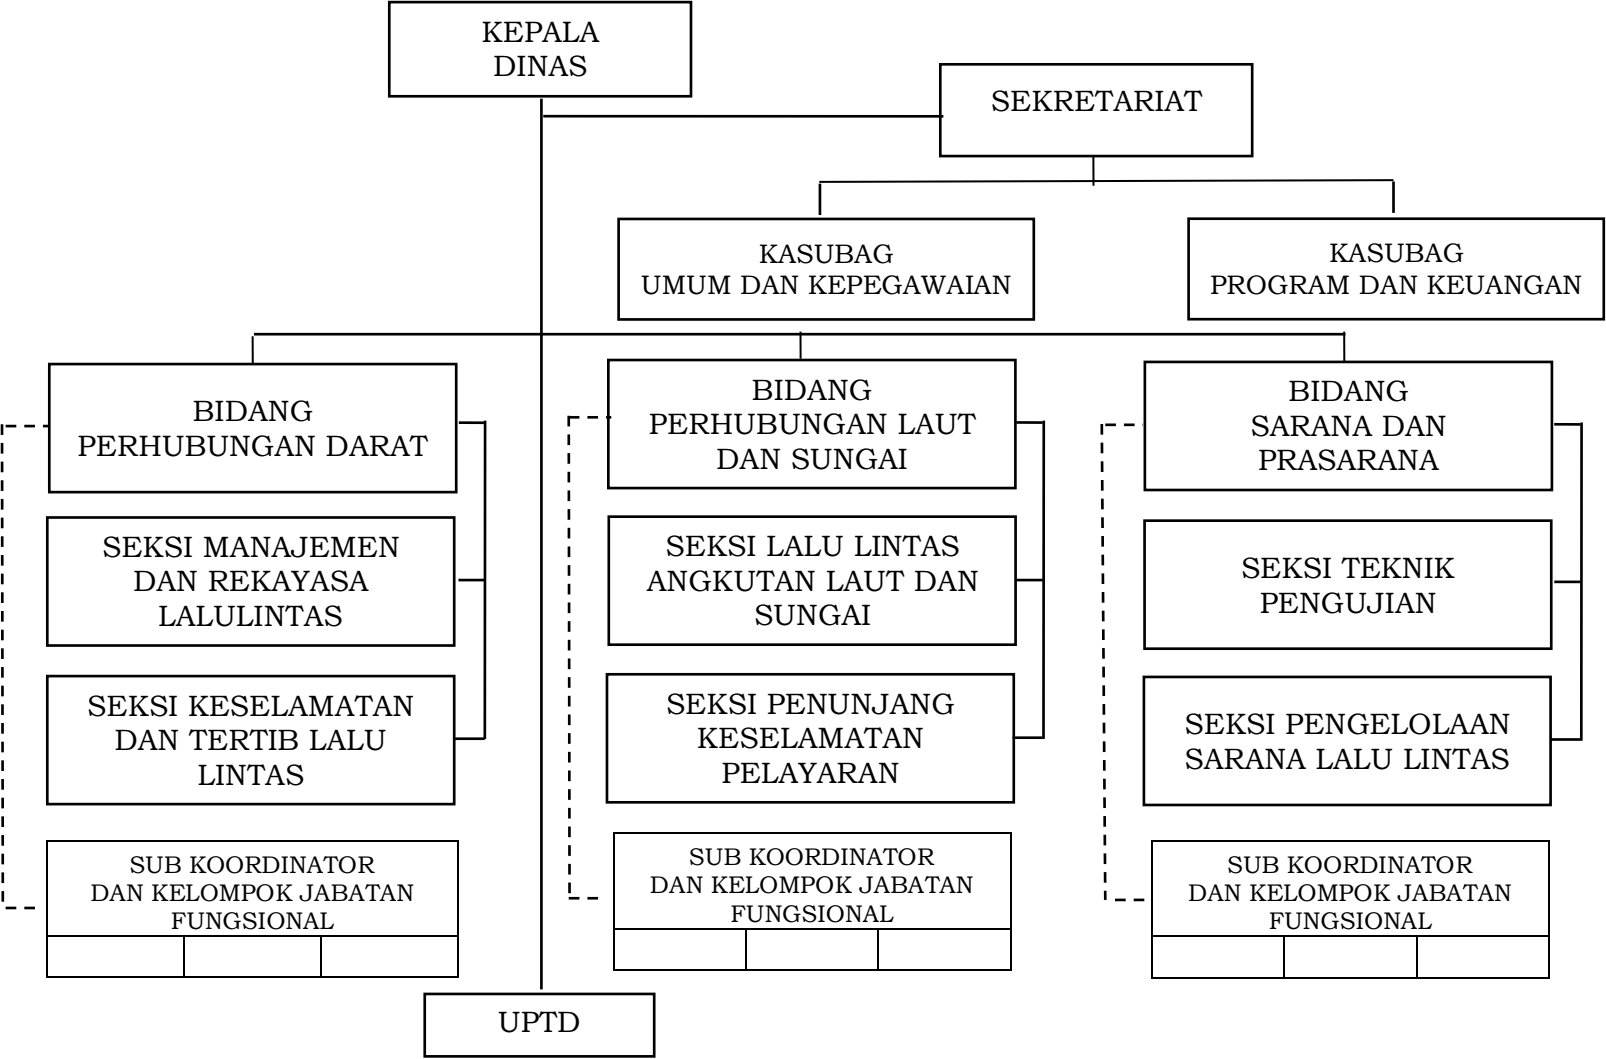 KEPALA
DINAS
SEKRETARIAT
KASUBAG
UMUM DAN KEPEGAWAIAN
KASUBAG
PROGRAM DAN KEUANGAN
BIDANG
PERHUBUNGAN DARAT
BIDANG
PERHUBUNGAN LAUT
DAN SUNGAI
BIDANG
SARANA DAN
PRASARANA
SEKSI MANAJEMEN
DAN REKAYASA
LALULINTAS
SEKSI LALU LINTAS
ANGKUTAN LAUT DAN
SUNGAI
SEKSI TEKNIK
PENGUJIAN
SEKSI KESELAMATAN
DAN TERTIB LALU
LINTAS
SEKSI PENUNJANG
KESELAMATAN
PELAYARAN
SEKSI PENGELOLAAN
SARANA LALU LINTAS
SUB KOORDINATOR
DAN KELOMPOK JABATAN
FUNGSIONAL
SUB KOORDINATOR
DAN KELOMPOK JABATAN
FUNGSIONAL
SUB KOORDINATOR
DAN KELOMPOK JABATAN
FUNGSIONAL
UPTD